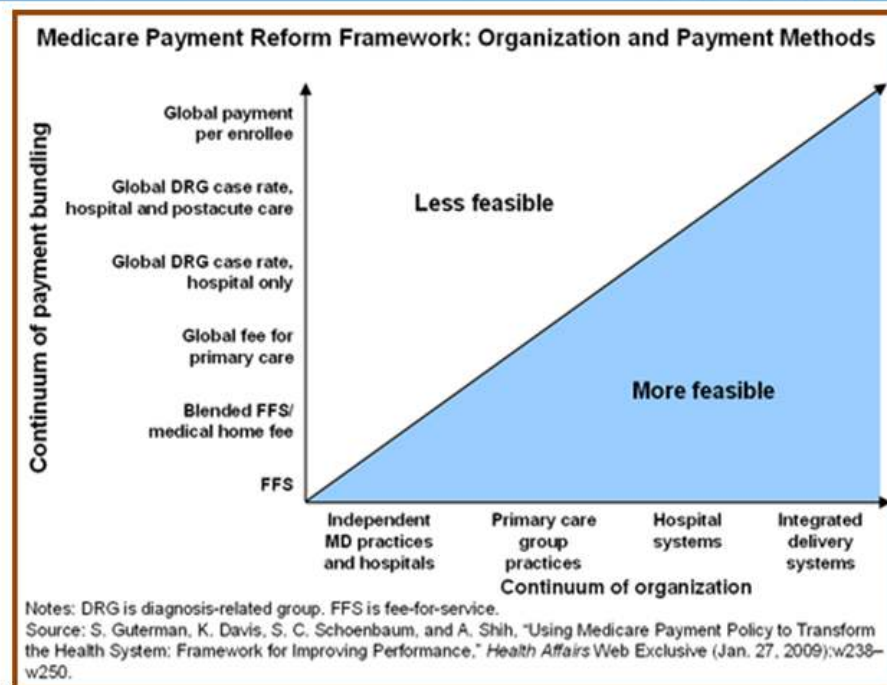 Medicare Payment Reform Framework: Organization and Payment Methods
Continuum of payment bundling
Global payment
per enrollee
Global DRG case rate,
hospital and postacute care
Global DRG case rate,
hospital only
Global fee for
primary care
Blended FFS/
medical home fee
FFS
Less feasible
More feasible
Independent
MD practices
and hospitals
Primary care
group
practices
Hospital
systems
Integrated
delivery
systems
Continuum of organization
Notes: DRG is diagnosis-related group. FFS is fee-for-service.
Source: S. Guterman, K. Davis, S. C. Schoenbaum, and A. Shih, "Using Medicare Payment Policy to Transform
the Health System: Framework for Improving Performance," Health Affairs Web Exclusive (Jan. 27, 2009):w238–
w250.